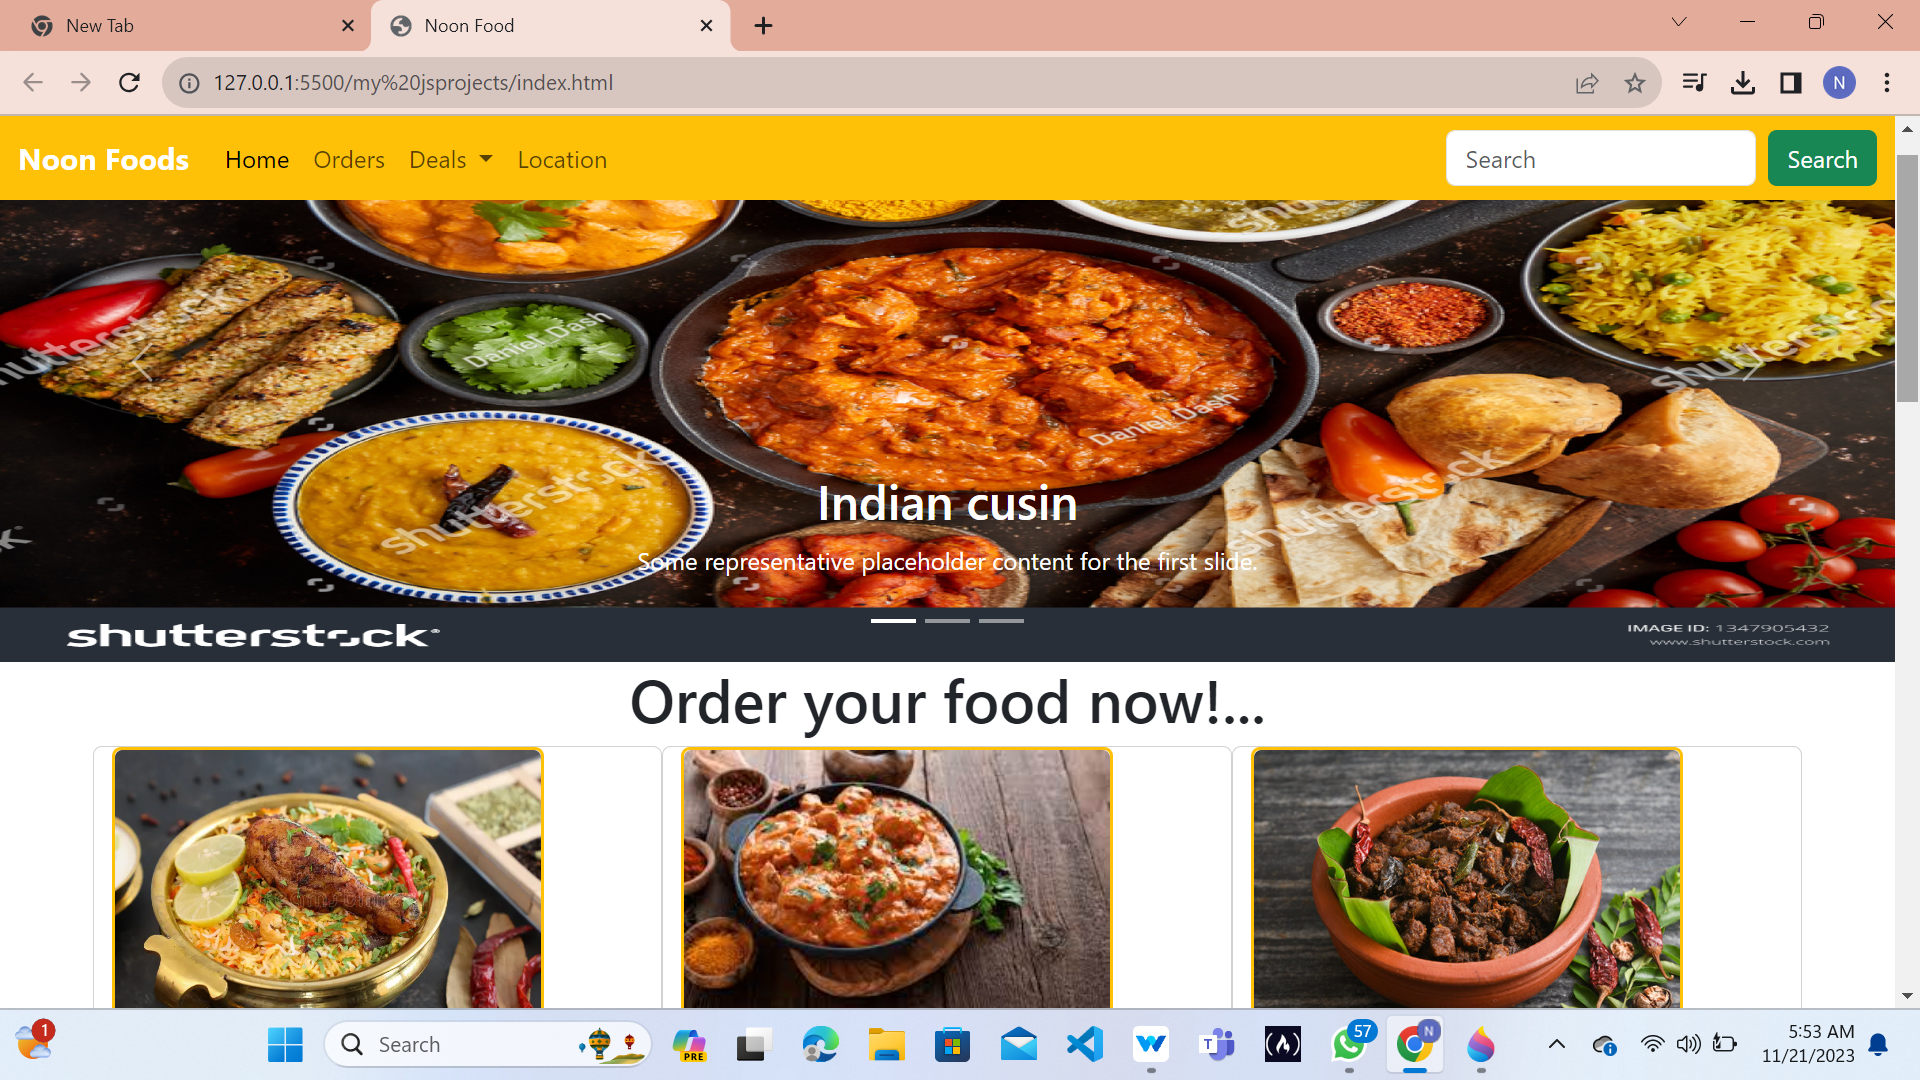 New Tab
Noon Food
127.0.0.1:5500/my%20jsprojects/index.html
N
Noon Foods
Home
Orders
Deals
Location
Search
Search
shutterstock
Daniel Dash
shutterstock
Daniel Dash
shutterstock
shutterstock
Indian cusin
Some representative placeholder content for the first slide.
shutterstock
IMAGE ID: 1347905432
www.shutterstock.com
Order your food now!...
1
Search
PRE
T
57
N
5:53 AM
11/21/2023